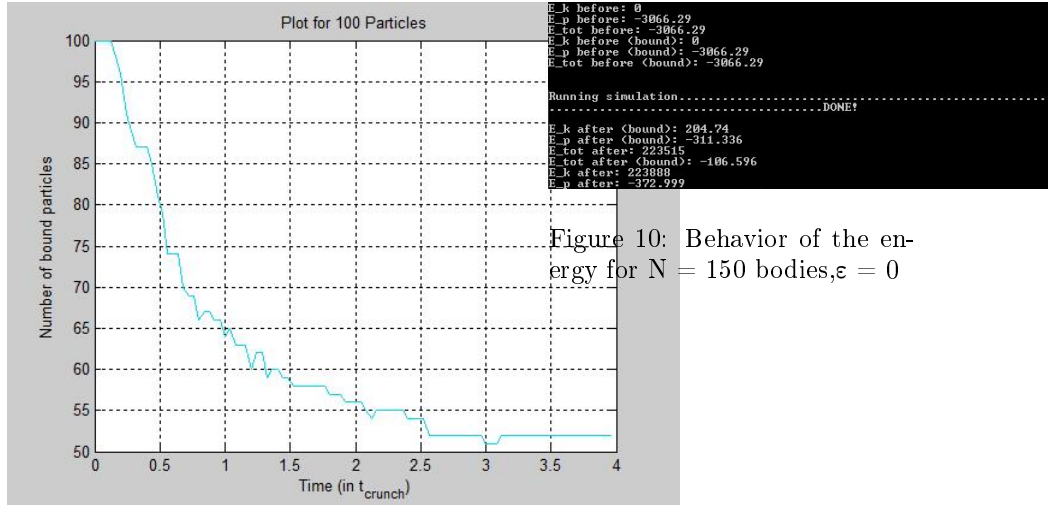 Plot for 100 Particles
100
95
90
85
80
75
70
65
60
55
50
Number of bound particles
0
0.5
1
1.5
2
2.5
3
3.5
4
Time (in t_crunch)
E_k before: 0
E_p before: -3066.29
E_tot before: -3066.29
E_k before (bound): 0
E_p before (bound): -3066.29
E_tot before (bound): -3066.29
Running simulation..................................................
.....................................DONE!
E_k after (bound): 204.74
E_p after (bound): -311.336
E_tot after: 223515
E_tot after (bound): -106.596
E_k after: 223888
E_p after: -372.999
Figure 10: Behavior of the en-
ergy for N = 150 bodies,ε = 0